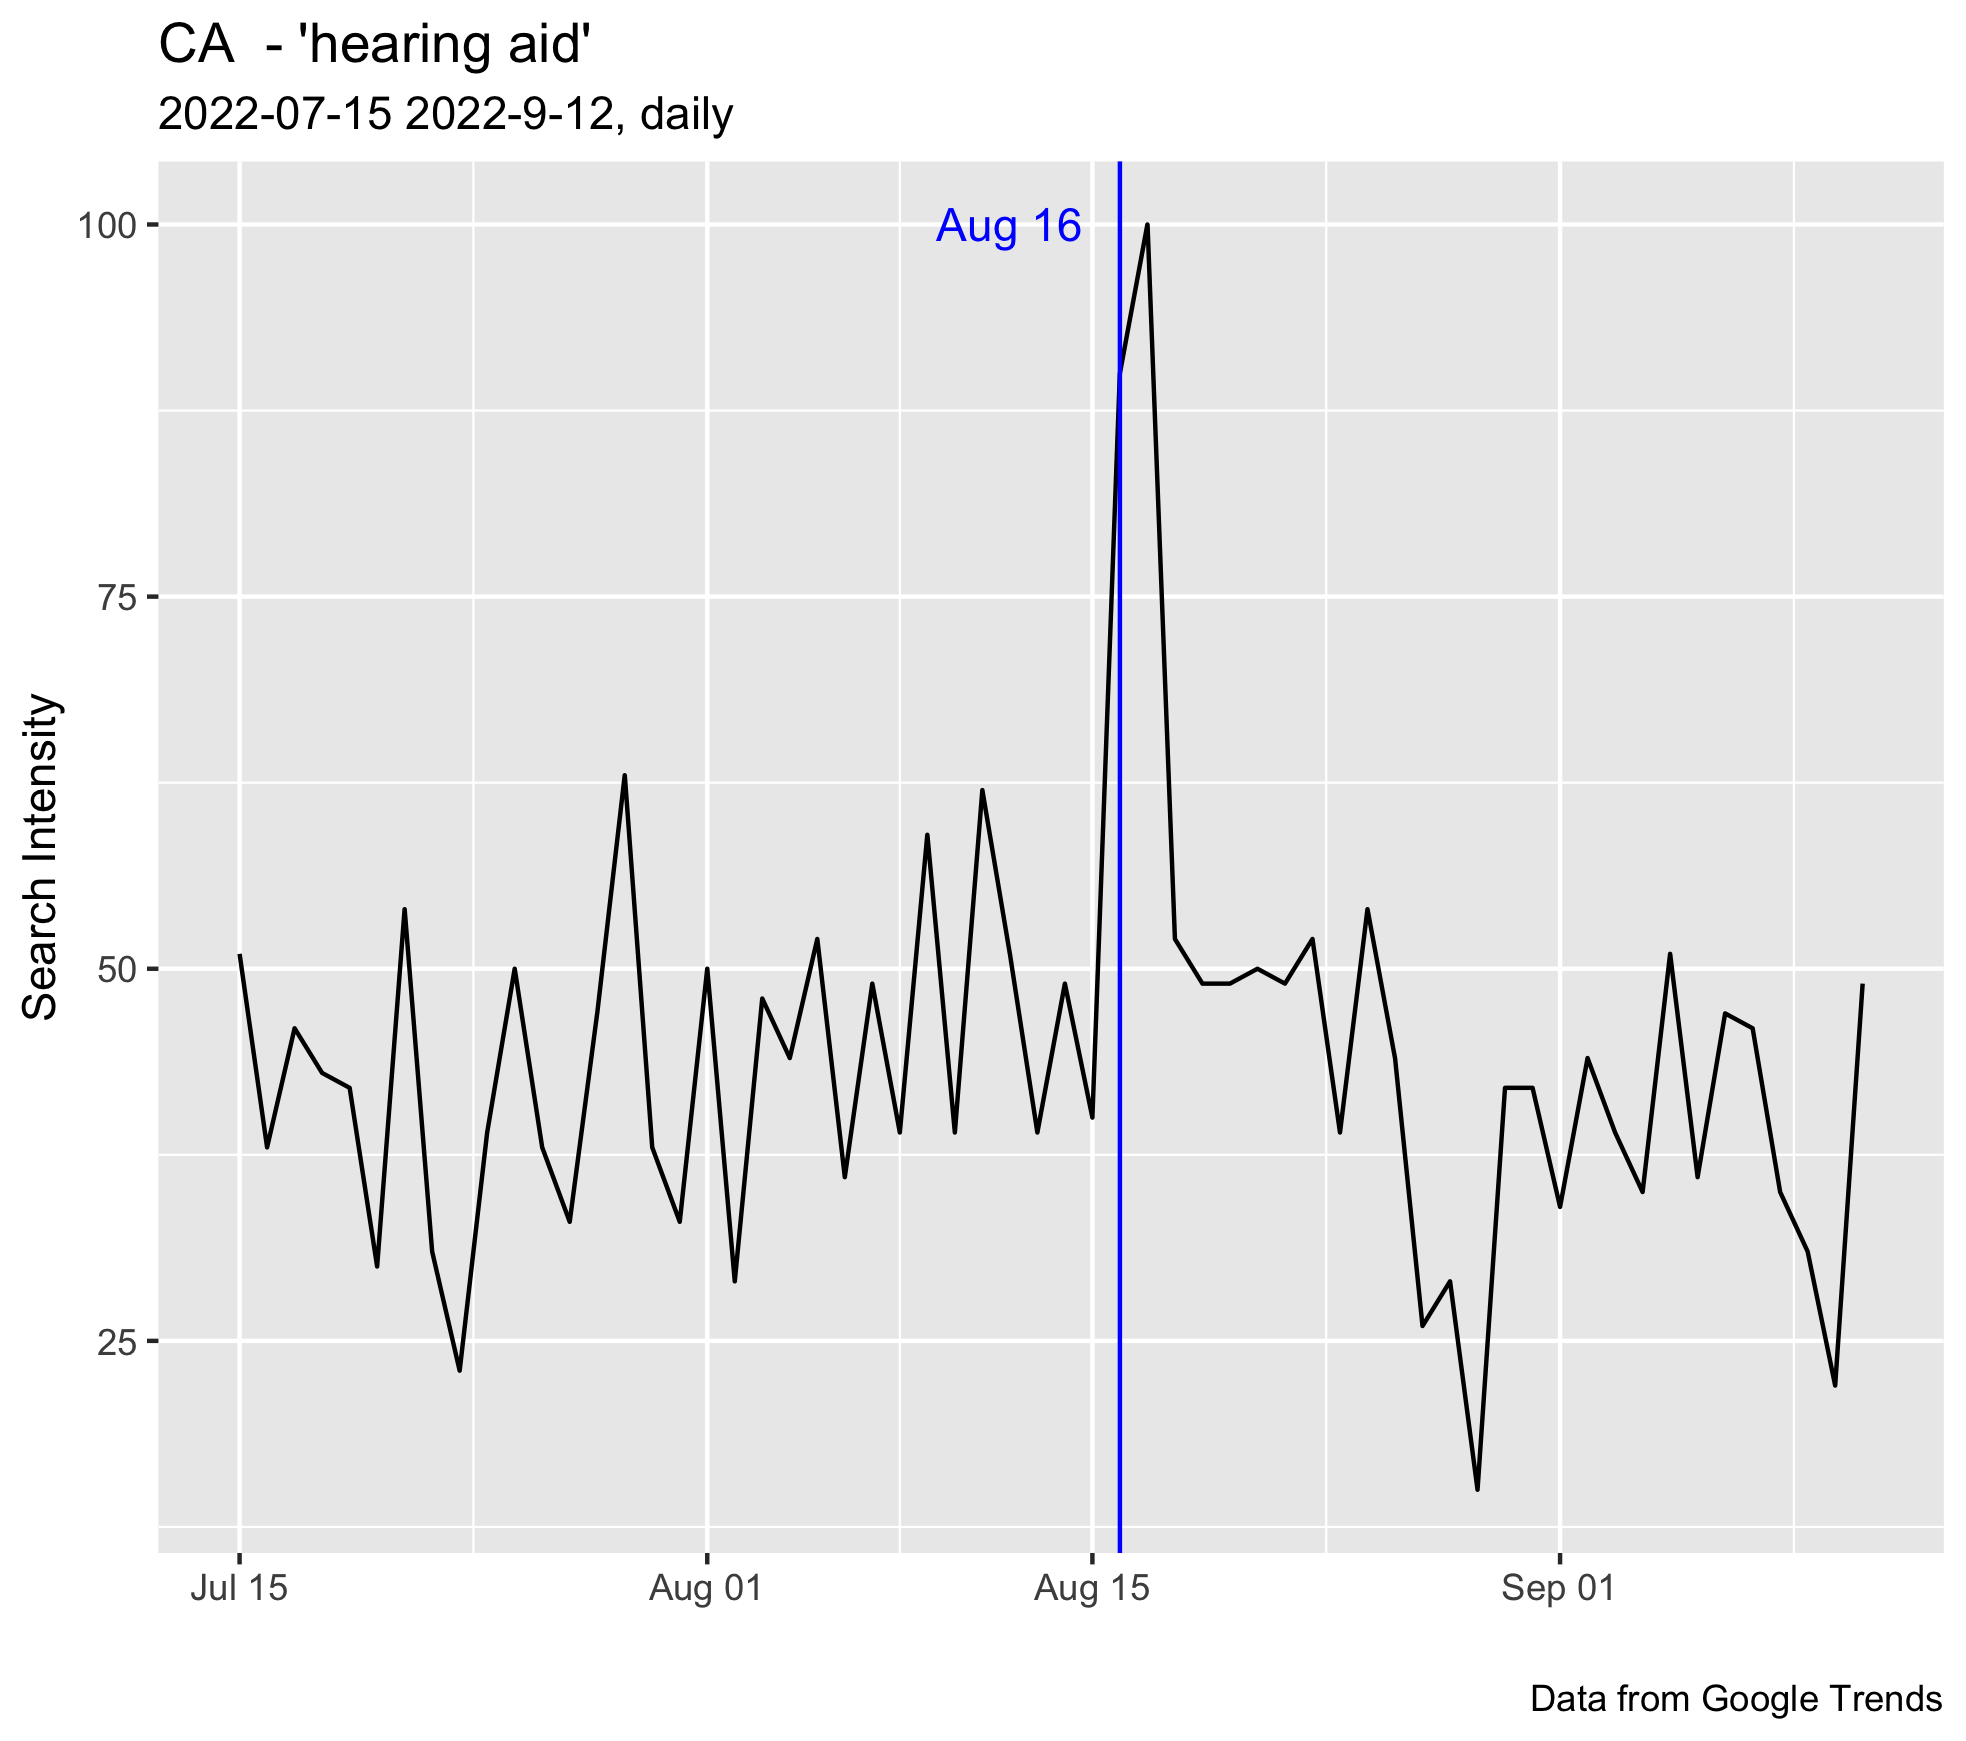 CA  - 'hearing aid'
2022-07-15 2022-9-12, daily
Aug 16
100
75
50
25
Search Intensity
Jul 15 Aug 01 Aug 15 Sep 01
Data from Google Trends